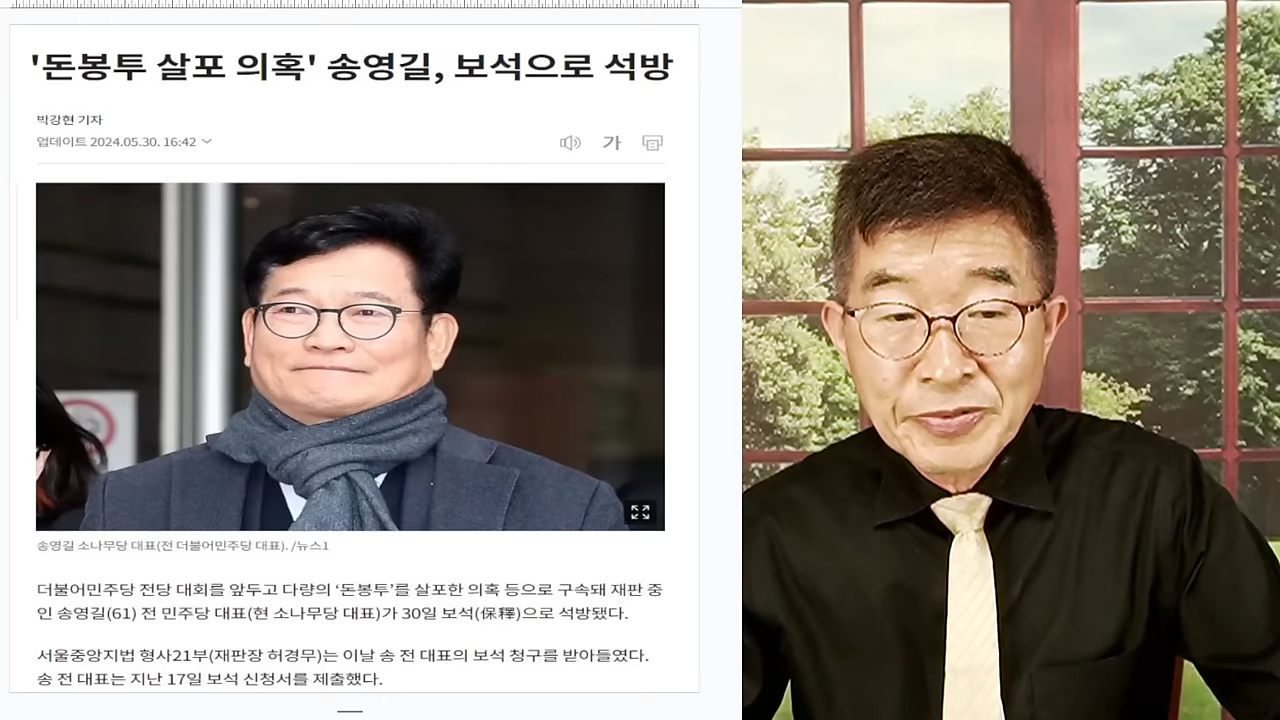 '돈봉투 살포 의혹' 송영길, 보석으로 석방
박강현 기자
업데이트 2024.05.30. 16:42
가
송영길 소나무당 대표(전 더불어민주당 대표). /뉴스1
더불어민주당 전당 대회를 앞두고 다량의 ‘돈봉투’를 살포한 의혹 등으로 구속돼 재판 중
인 송영길(61) 전 민주당 대표(현 소나무당 대표)가 30일 보석(保釋)으로 석방됐다.
서울중앙지법 형사21부(재판장 허경무)는 이날 송 전 대표의 보석 청구를 받아들였다.
송 전 대표는 지난 17일 보석 신청서를 제출했다.